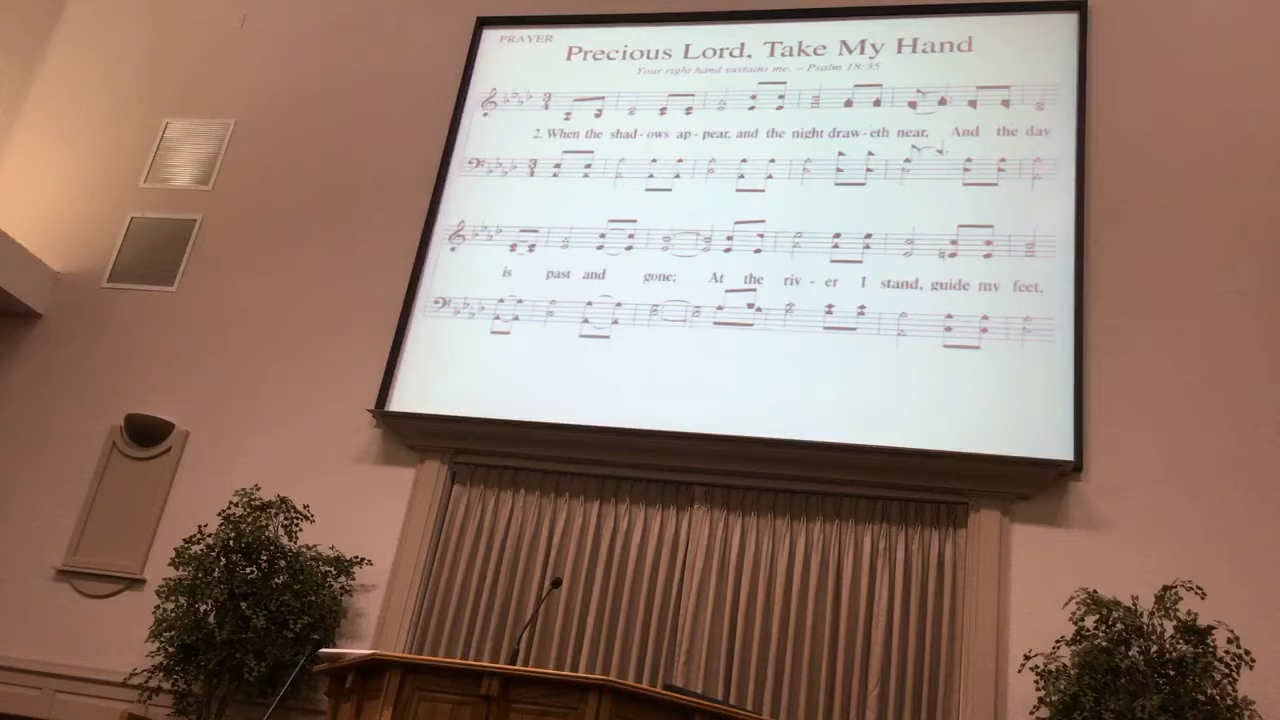 PRAYER
Precious Lord, Take My Hand
Your right hand sustains me. – Psalm 18:35
2. When the shad - ows ap - pear, and the night draw - eth near, And the day
is past and gone; At the riv - er I stand, guide my feet,